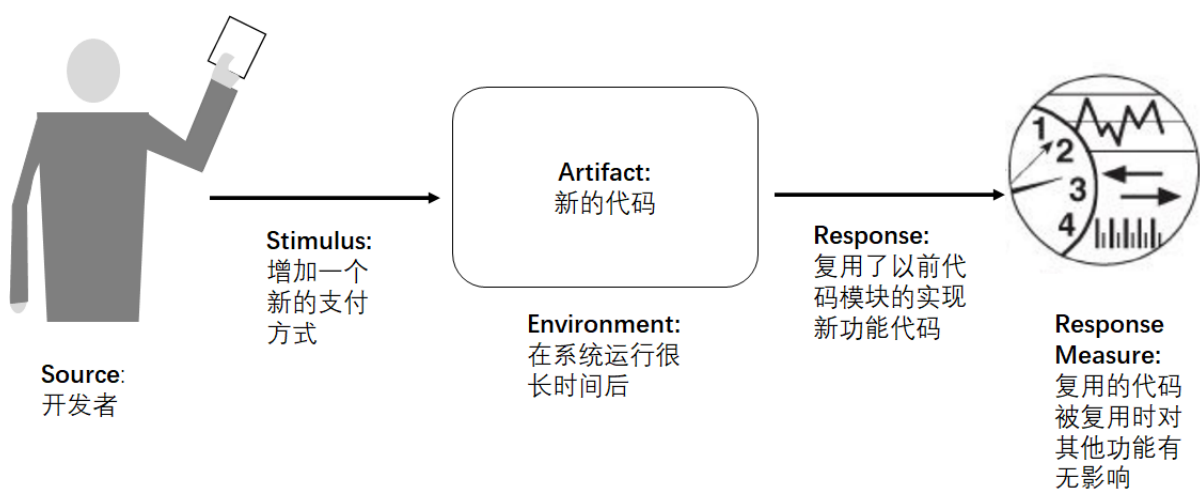 Source:
开发者
Stimulus:
增加一个
新的支付
方式
Artifact:
新的代码
Environment:
在系统运行很
长时间后
Response:
复用了以前代
码模块的实现
新功能代码
1
2
3
4
Response
Measure:
复用的代码
被复用时对
其他功能有
无影响